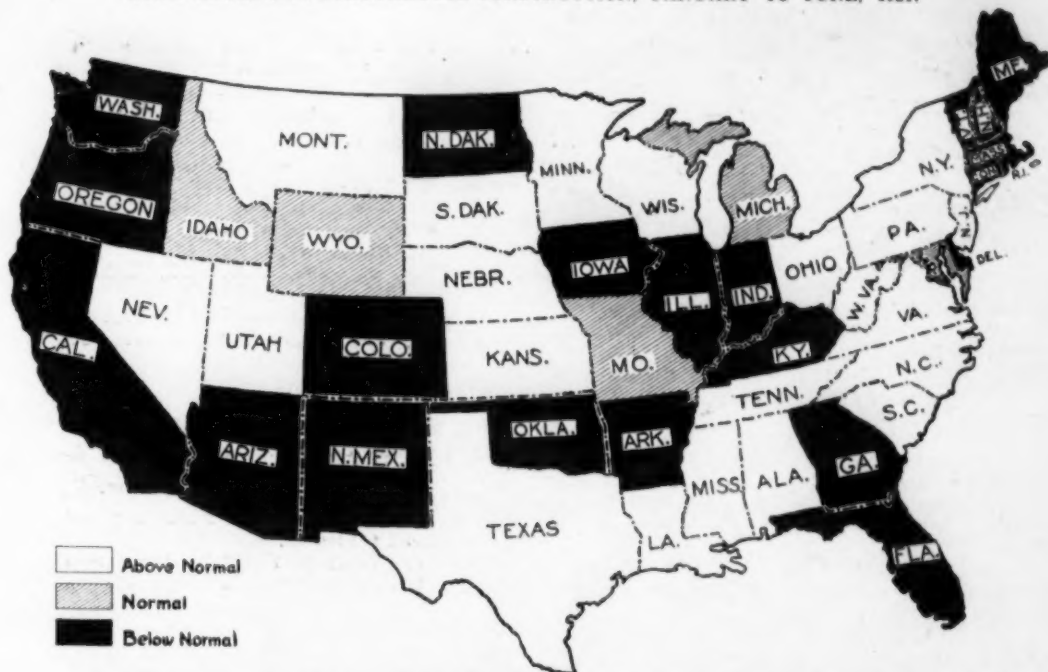 WASH.
MONT.
N. DAK.
MINN.
ME.
VT.
N.H.
MASS
CON.
R.I.
OREGON
IDAHO
WYO.
S. DAK.
WIS.
MICH.
N.Y.
PA.
N.J.
DEL.
NEV.
UTAH
COLO.
NEBR.
IOWA
ILL.
IND.
OHIO
W.VA.
VA.
CAL.
KANS.
MO.
KY.
N.C.
TENN.
S.C.
ARIZ.
N.MEX.
OKLA.
ARK.
MISS
ALA.
GA.
TEXAS
LA.
FLA.
Above Normal
Normal
Below Normal